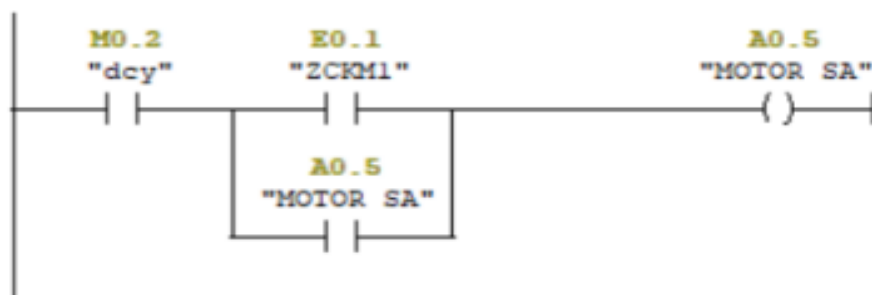 M0.2
"dcy"
E0.1
"ZCKM1"
A0.5
"MOTOR SA"
A0.5
"MOTOR SA"